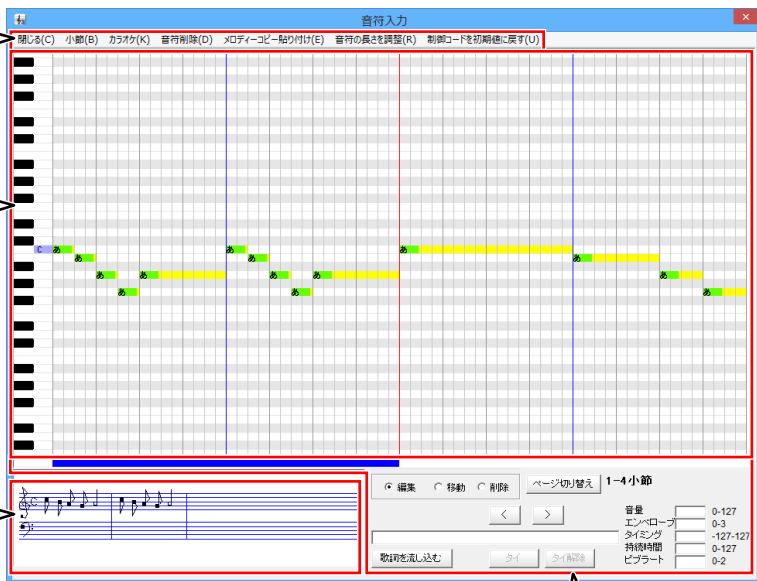 音符入力
閉じる(C) 小節(B) カラオケ(K) 音符削除(D) メロディーコピー貼り付け(E) 音符の長さを調整(R) 制御コードを初期値に戻す(U)
C あ あ あ
あ あ あ
あ あ あ あ あ
あ あ あ
編集 移動 削除 ページ切り替え 1-4小節
< >
音量 0-127
エンベロープ 0-3
タイミング -127-127
持続時間 0-127
ビブラート 0-2
歌詞を流し込む タイ タイ解除